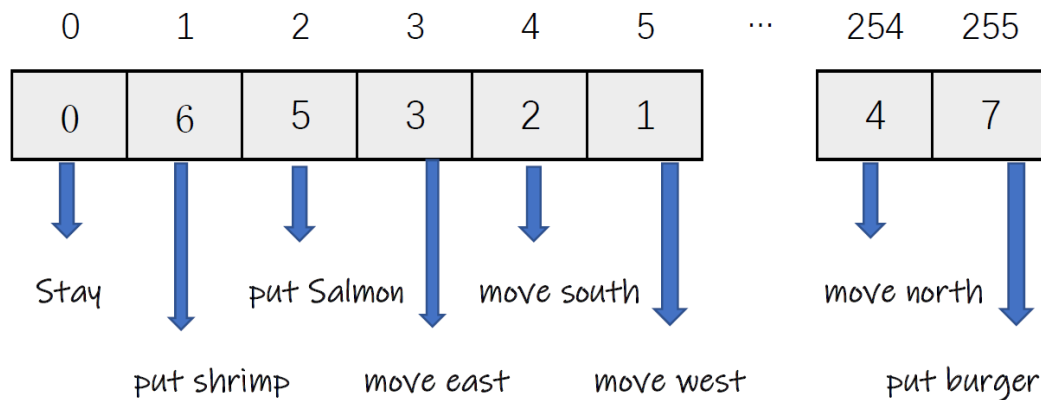 0 1 2 3 4 5 ... 254 255
0 6 5 3 2 1 4 7
Stay put Salmon move south move north
put shrimp move east move west put burger